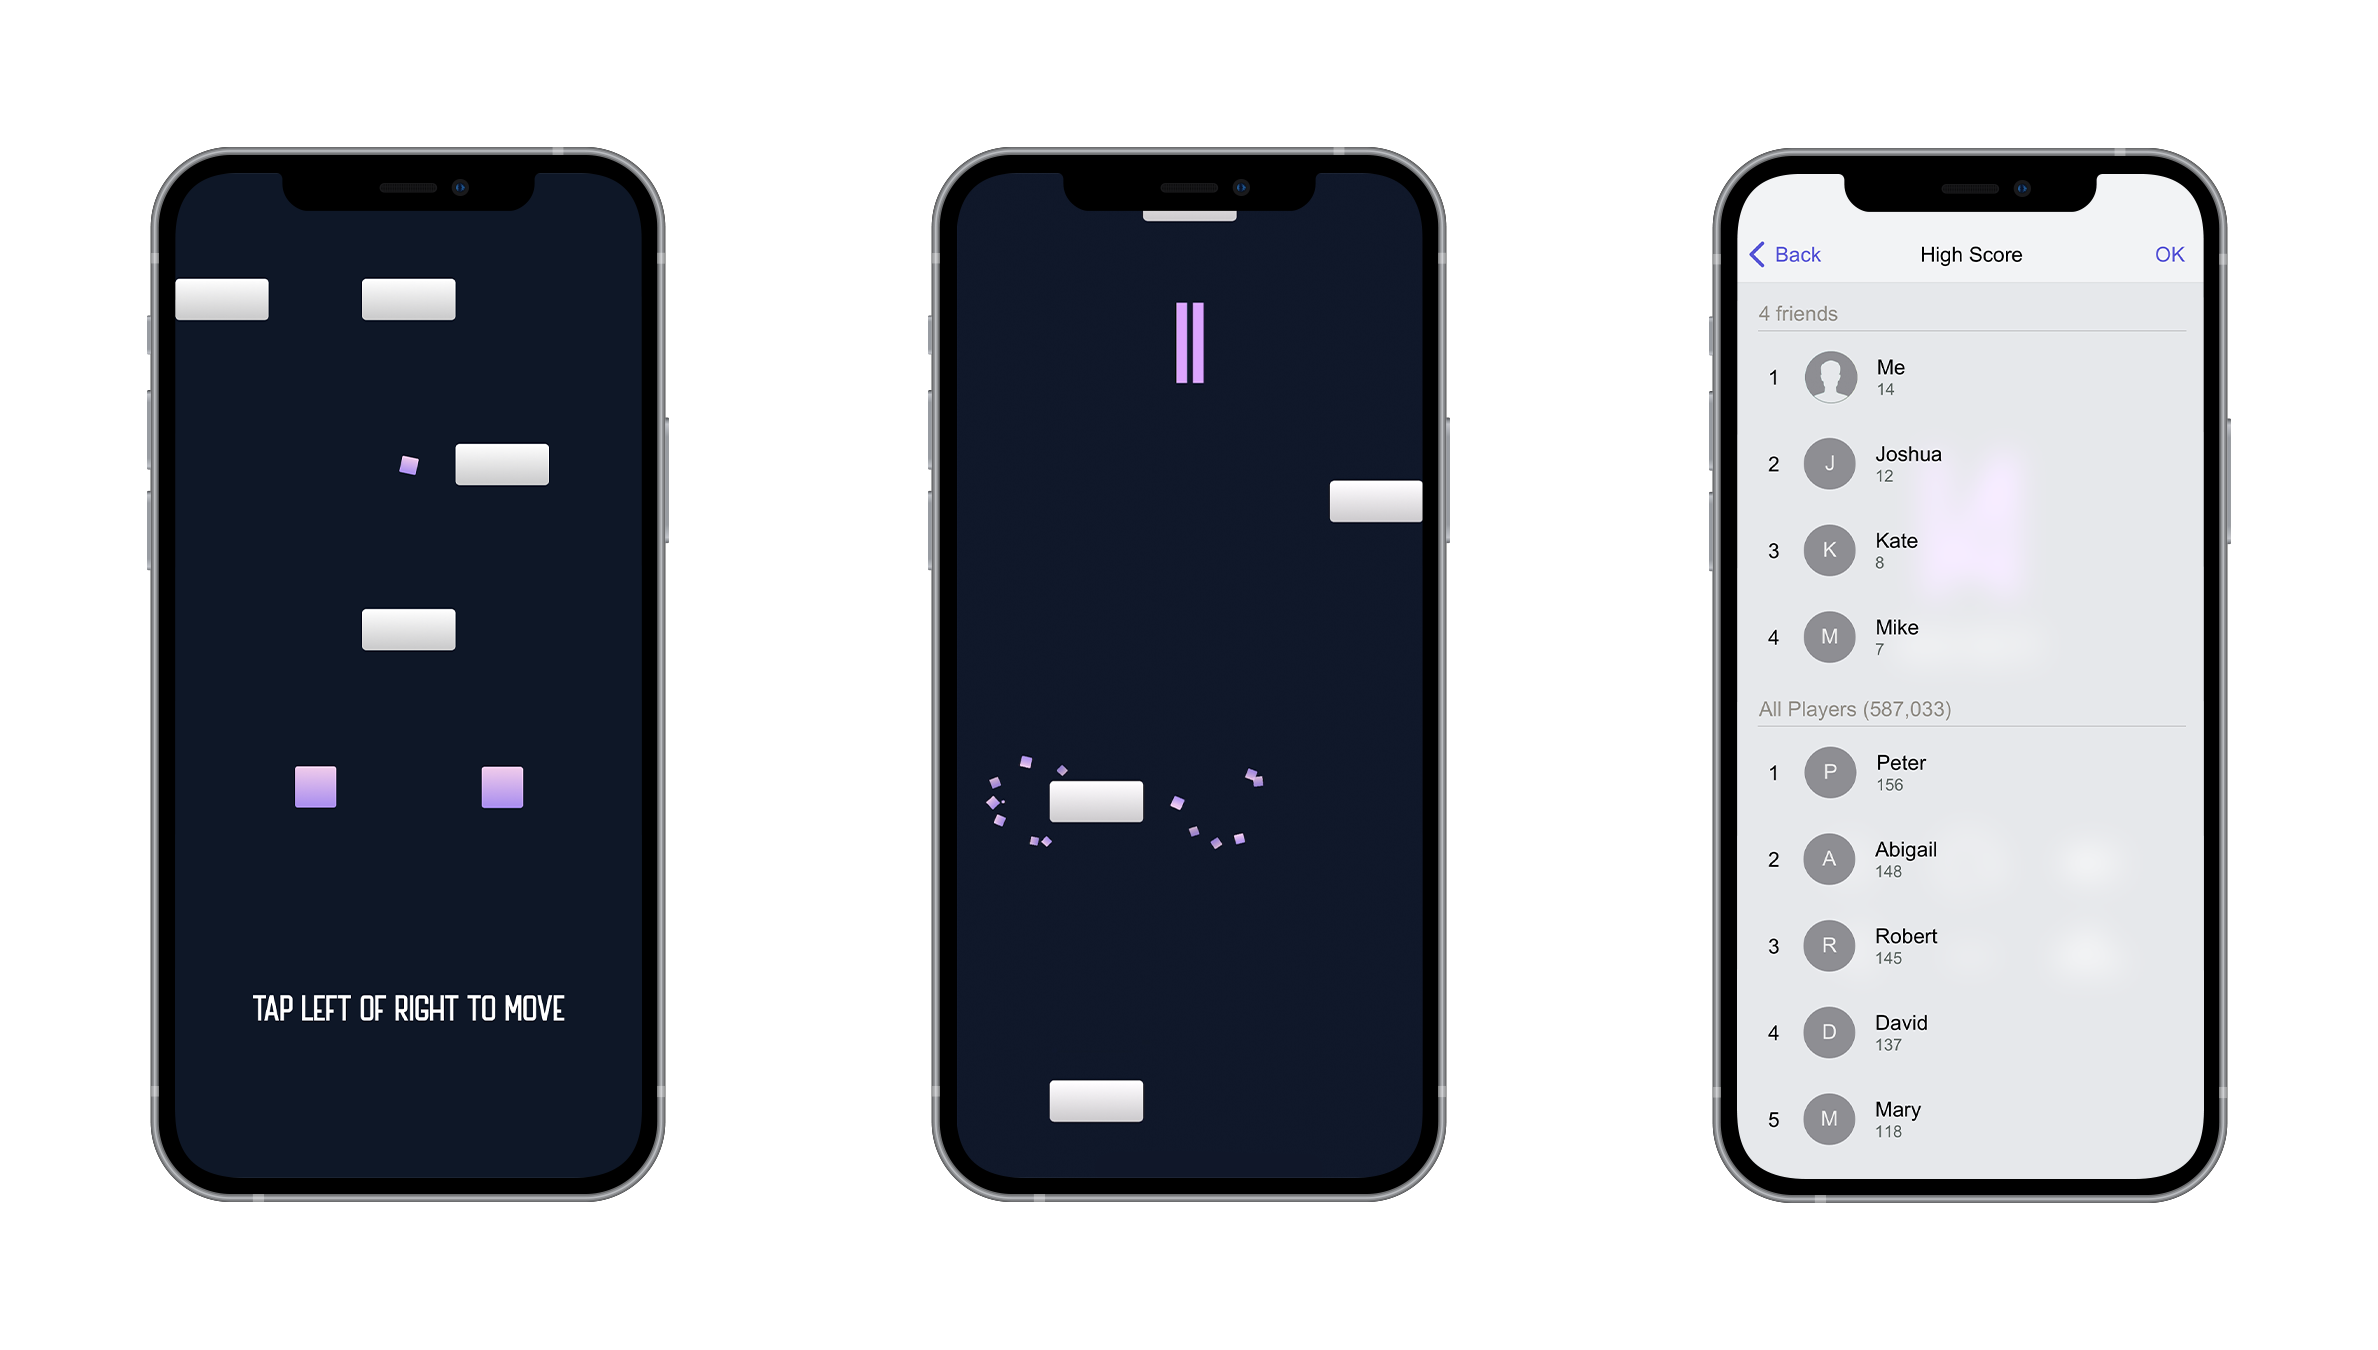 TAP LEFT OF RIGHT TO MOVE
Back
High Score
OK
4 friends
1
Me
14
2
J
Joshua
12
3
K
Kate
8
4
M
Mike
7
All Players (587,033)
1
P
Peter
156
2
A
Abigail
148
3
R
Robert
145
4
D
David
137
5
M
Mary
118